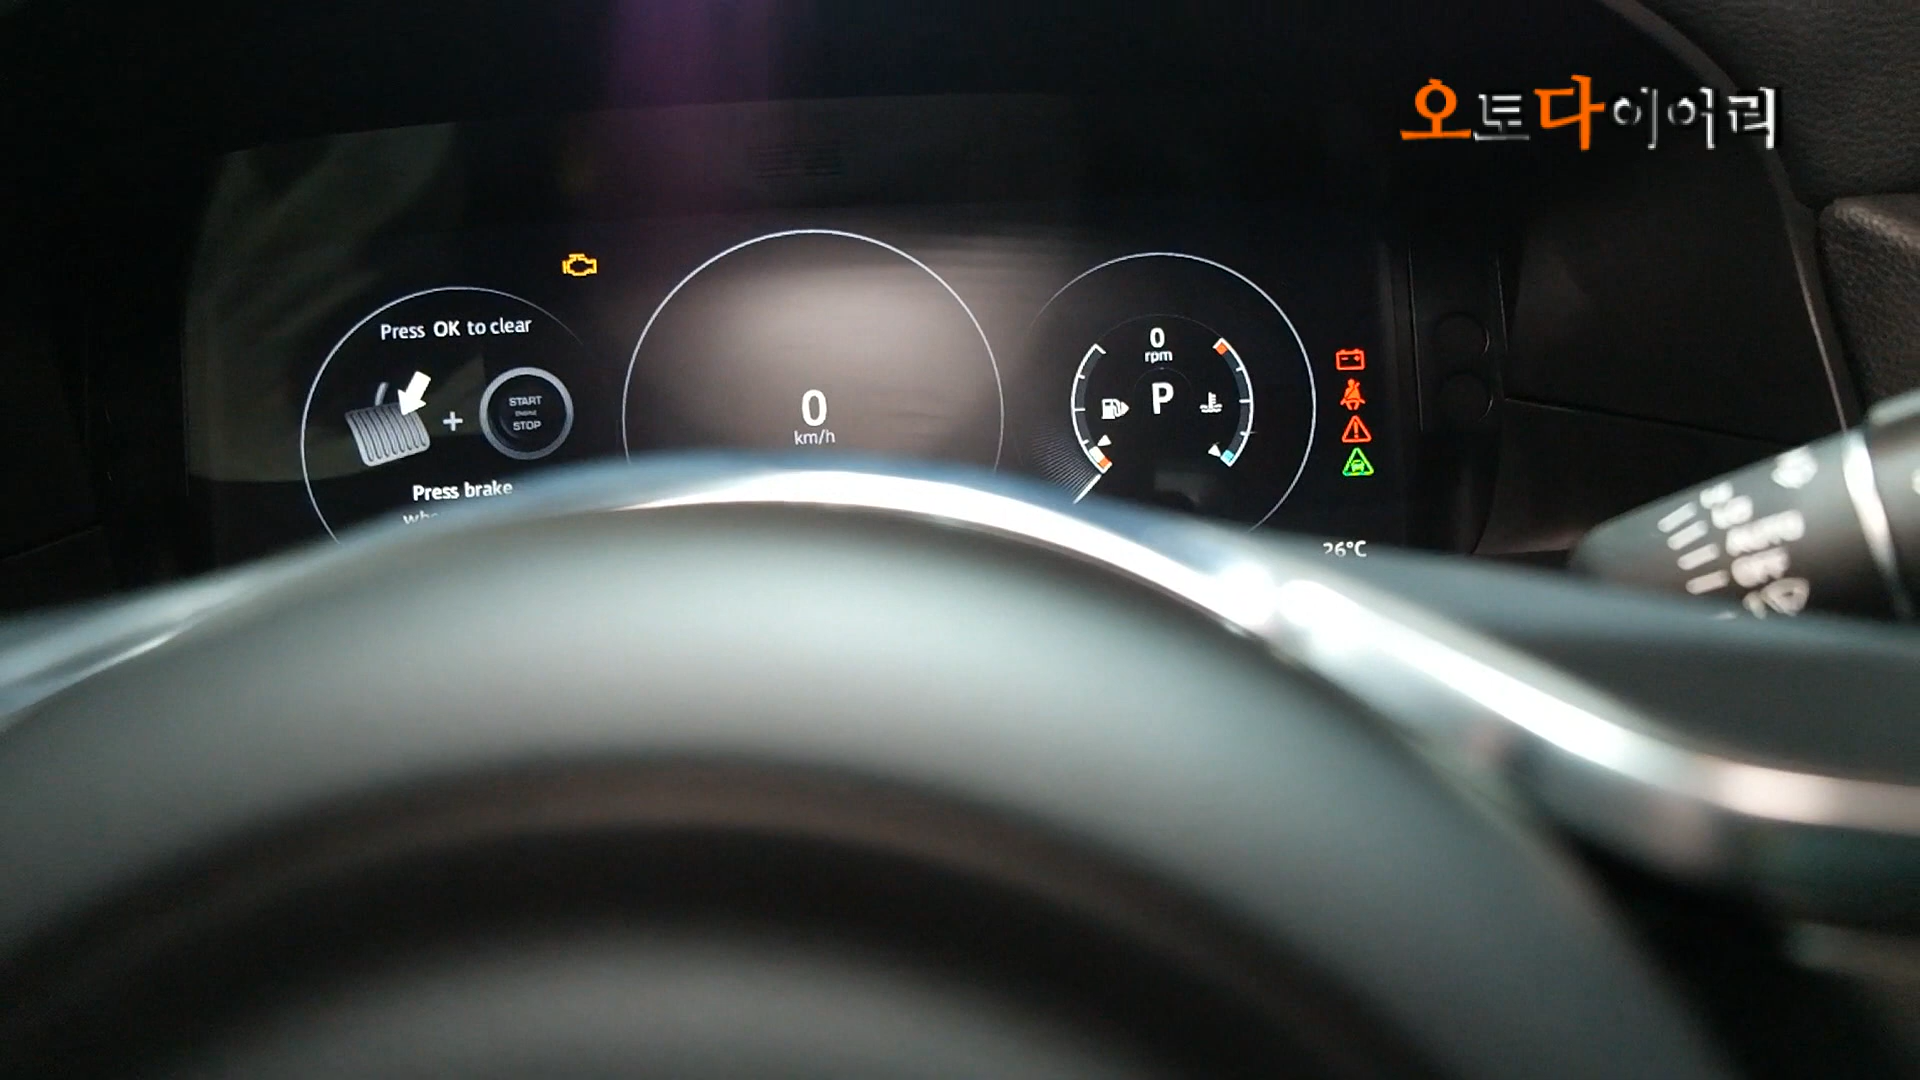 오토다이어리
Press OK to clear
START
ENGINE
STOP
+
Press brake
0
km/h
0
rpm
P
26°C